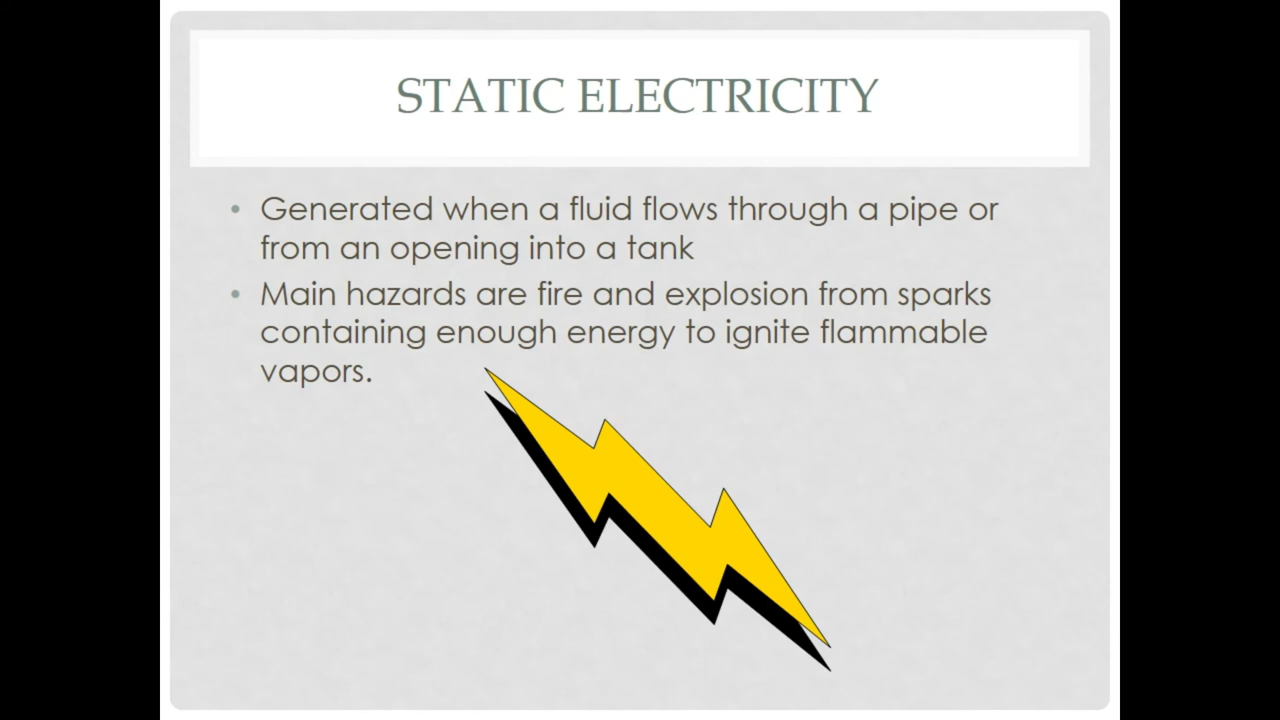 STATIC ELECTRICITY
• Generated when a fluid flows through a pipe or
from an opening into a tank
• Main hazards are fire and explosion from sparks
containing enough energy to ignite flammable
vapors.